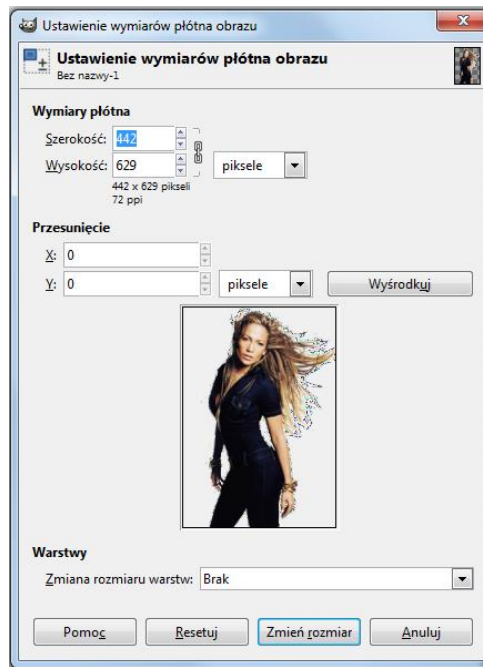 Ustawienie wymiarów płótna obrazu
Ustawienie wymiarów płótna obrazu
Bez nazwy-1
Wymiary płótna
Szerokość: 442
Wysokość: 629 piksele
442 x 629 pikseli
72 ppi
Przesunięcie
X: 0
Y: 0 piksele Wyśrodkuj
Warstwy
Zmiana rozmiaru warstw: Brak
Pomoc Resetuj Zmień rozmiar Anuluj